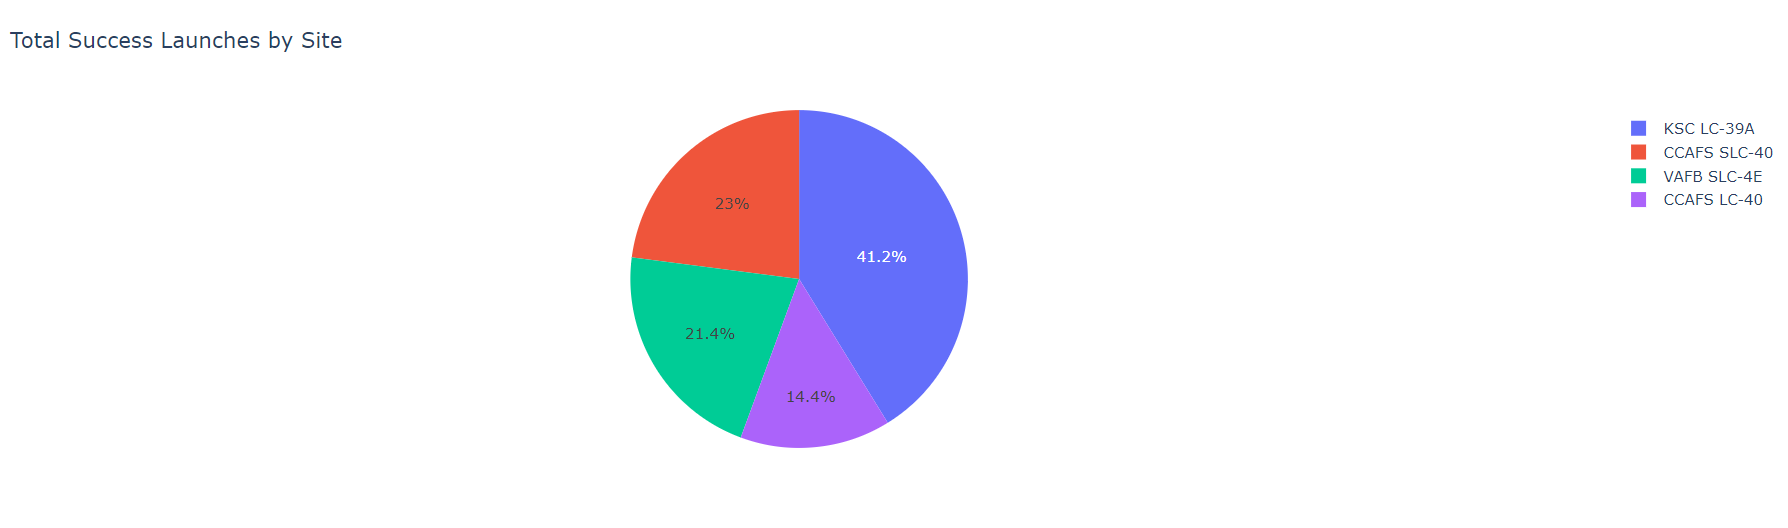 Total Success Launches by Site
KSC LC-39A
CCAFS SLC-40
VAFB SLC-4E
CCAFS LC-40
23%
41.2%
21.4%
14.4%